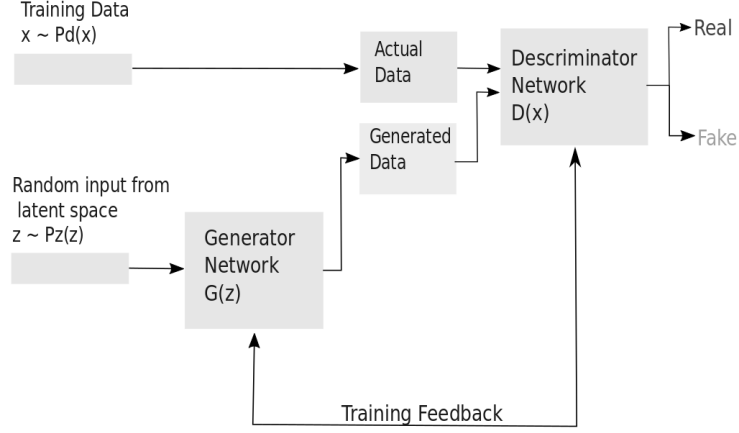 Training Data
x ~ Pd(x)
Actual
Data
Descriminator
Network
D(x)
Real
Fake
Generated
Data
Random input from
latent space
z ~ Pz(z)
Generator
Network
G(z)
Training Feedback